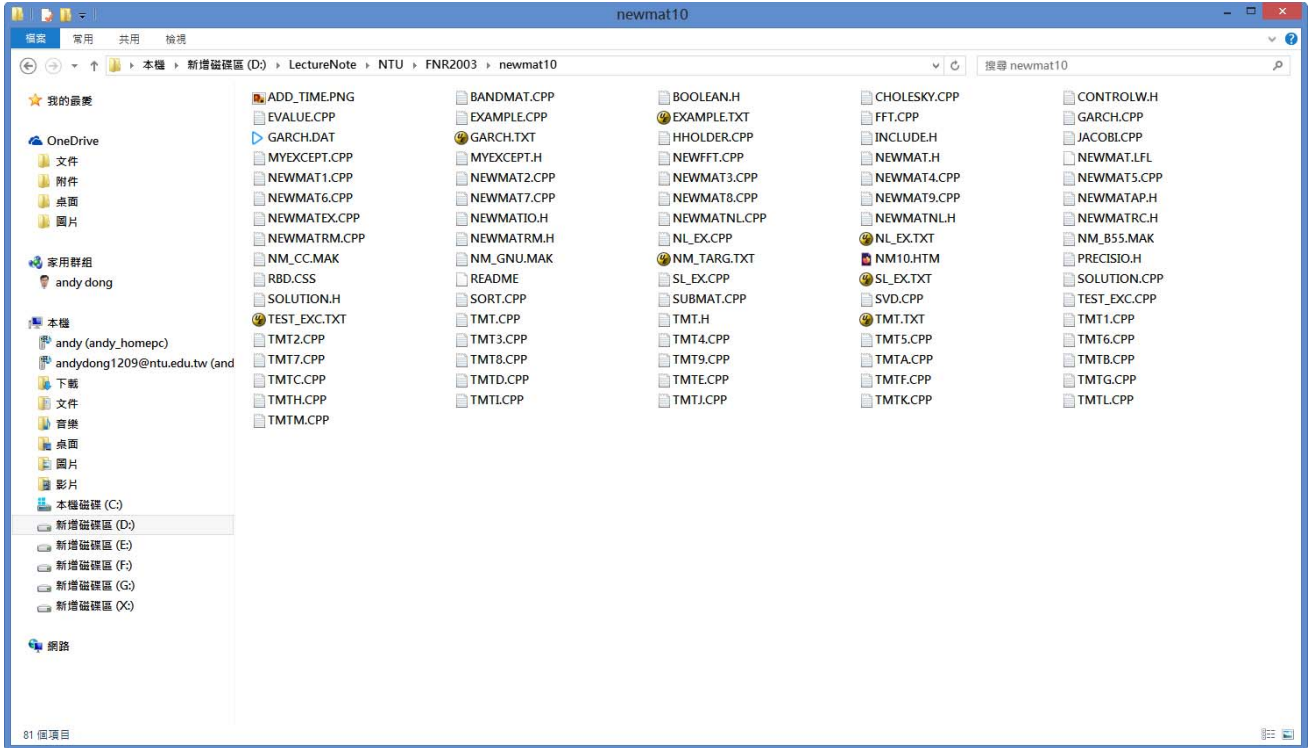 newmat10
檔案 常用 共用 檢視
本機 新增磁碟區 (D:) LectureNote NTU FNR2003 newmat10 搜尋 newmat10
我的最愛
OneDrive
文件
附件
桌面
圖片
家用群組
andy dong
本機
andy (andy_homepc)
andydong1209@ntu.edu.tw (and
下載
文件
音樂
桌面
圖片
影片
本機磁碟 (C:)
新增磁碟區 (D:)
新增磁碟區 (E:)
新增磁碟區 (F:)
新增磁碟區 (G:)
新增磁碟區 (X:)
網路
ADD_TIME.PNG BANDMAT.CPP BOOLEAN.H CHOLESKY.CPP CONTROLW.H
EVALUE.CPP EXAMPLE.CPP EXAMPLE.TXT FFT.CPP GARCH.CPP
GARCH.DAT GARCH.TXT HHOLDER.CPP INCLUDE.H JACOBI.CPP
MYEXCEPT.CPP MYEXCEPT.H NEWFFT.CPP NEWMAT.H NEWMAT.LFL
NEWMAT1.CPP NEWMAT2.CPP NEWMAT3.CPP NEWMAT4.CPP NEWMAT5.CPP
NEWMAT6.CPP NEWMAT7.CPP NEWMAT8.CPP NEWMAT9.CPP NEWMATAP.H
NEWMATEX.CPP NEWMATIO.H NEWMATNL.CPP NEWMATNL.H NEWMATRC.H
NEWMATRM.CPP NEWMATRM.H NL_EX.CPP NL_EX.TXT NM_B55.MAK
NM_CC.MAK NM_GNU.MAK NM_TARG.TXT NM10.HTM PRECISIO.H
RBD.CSS README SL_EX.CPP SL_EX.TXT SOLUTION.CPP
SOLUTION.H SORT.CPP SUBMAT.CPP SVD.CPP TEST_EXC.CPP
TEST_EXC.TXT TMT.CPP TMT.H TMT.TXT TMT1.CPP
TMT2.CPP TMT3.CPP TMT4.CPP TMT5.CPP TMT6.CPP
TMT7.CPP TMT8.CPP TMT9.CPP TMTA.CPP TMTB.CPP
TMTC.CPP TMTD.CPP TMTE.CPP TMTF.CPP TMTG.CPP
TMTH.CPP TMTI.CPP TMTJ.CPP TMTK.CPP TMTL.CPP
TMTM.CPP
81 個項目